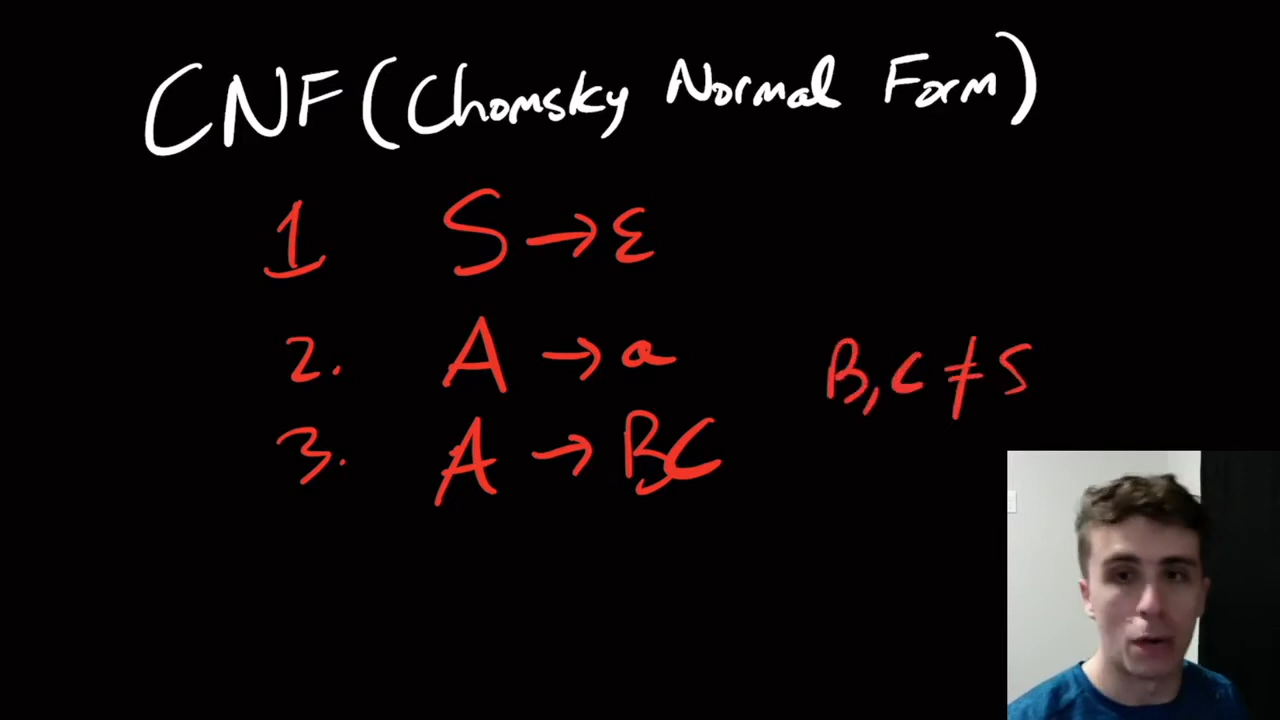 CNF (Chomsky Normal Form)
1 S → ε
2. A → a
B, C ≠ S
3. A → BC